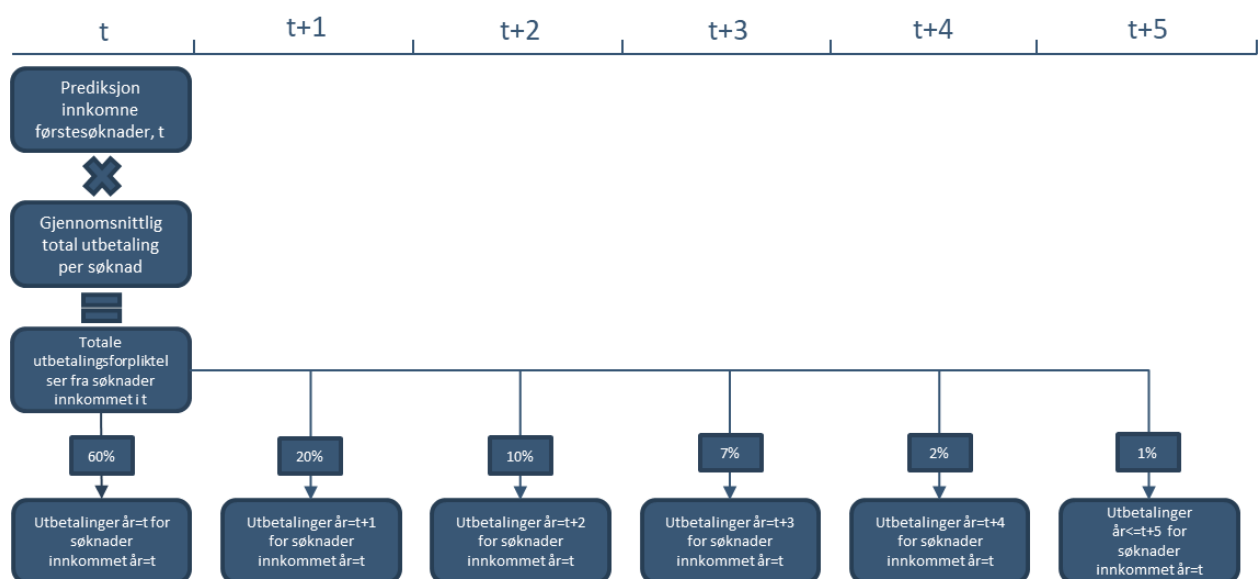 t
t+1
t+2
t+3
t+4
t+5
Prediksjon
innkomne
førstesøknader, t
Gjennomsnittlig
total utbetaling
per søknad
Totale
utbetalingsforpliktel
ser fra søknader
innkommet i t
60%
20%
10%
7%
2%
1%
Utbetalinger år=t for
søknader
innkommet år=t
Utbetalinger år=t+1
for søknader
innkommet år=t
Utbetalinger år=t+2
for søknader
innkommet år=t
Utbetalinger år=t+3
for søknader
innkommet år=t
Utbetalinger år=t+4
for søknader
innkommet år=t
Utbetalinger
år<=t+5 for
søknader
innkommet år=t